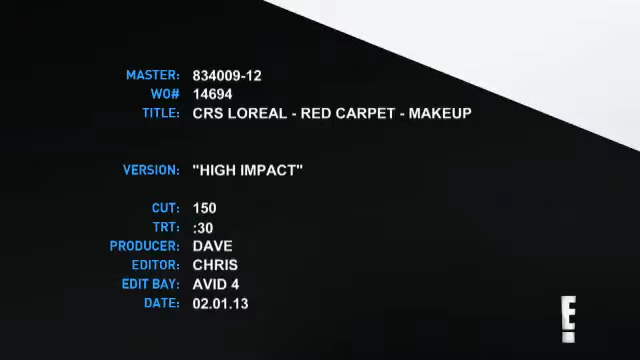 MASTER: 834009-12
WO# 14694
TITLE: CRS LOREAL - RED CARPET - MAKEUP
VERSION: "HIGH IMPACT"
CUT: 150
TRT: :30
PRODUCER: DAVE
EDITOR: CHRIS
EDIT BAY: AVID 4
DATE: 02.01.13
E!